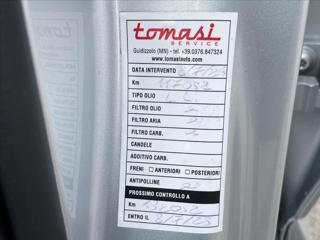 tomasi
SERVICE
Guidizzolo (MN) - tel. +39.0376.847324
www.tomasiauto.com
DATA INTERVENTO
Km
TIPO OLIO
FILTRO OLIO
FILTRO ARIA
FILTRO CARB.
CANDELE
ADDITIVO CARB.
FRENI ANTERIORI POSTERIORI
ANTIPOLLINE
PROSSIMO CONTROLLO A
Km
ENTRO IL